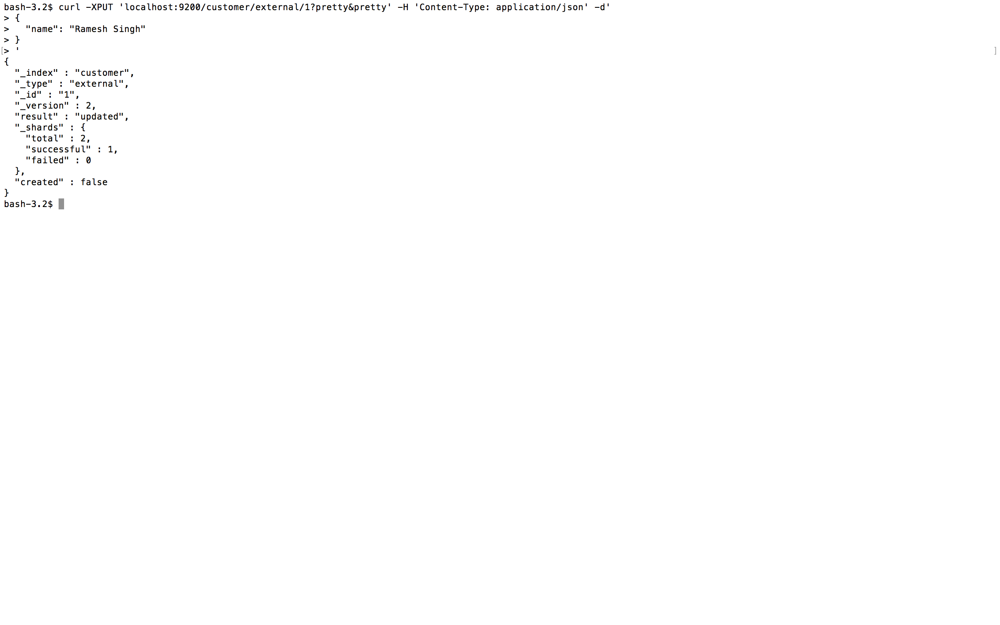 bash-3.2$ curl -XPUT 'localhost:9200/customer/external/1?pretty&pretty' -H 'Content-Type: application/json' -d'
> {
>   "name": "Ramesh Singh"
> }
[> ' ]
{
  "_index" : "customer",
  "_type" : "external",
  "_id" : "1",
  "_version" : 2,
  "result" : "updated",
  "_shards" : {
    "total" : 2,
    "successful" : 1,
    "failed" : 0
  },
  "created" : false
}
bash-3.2$